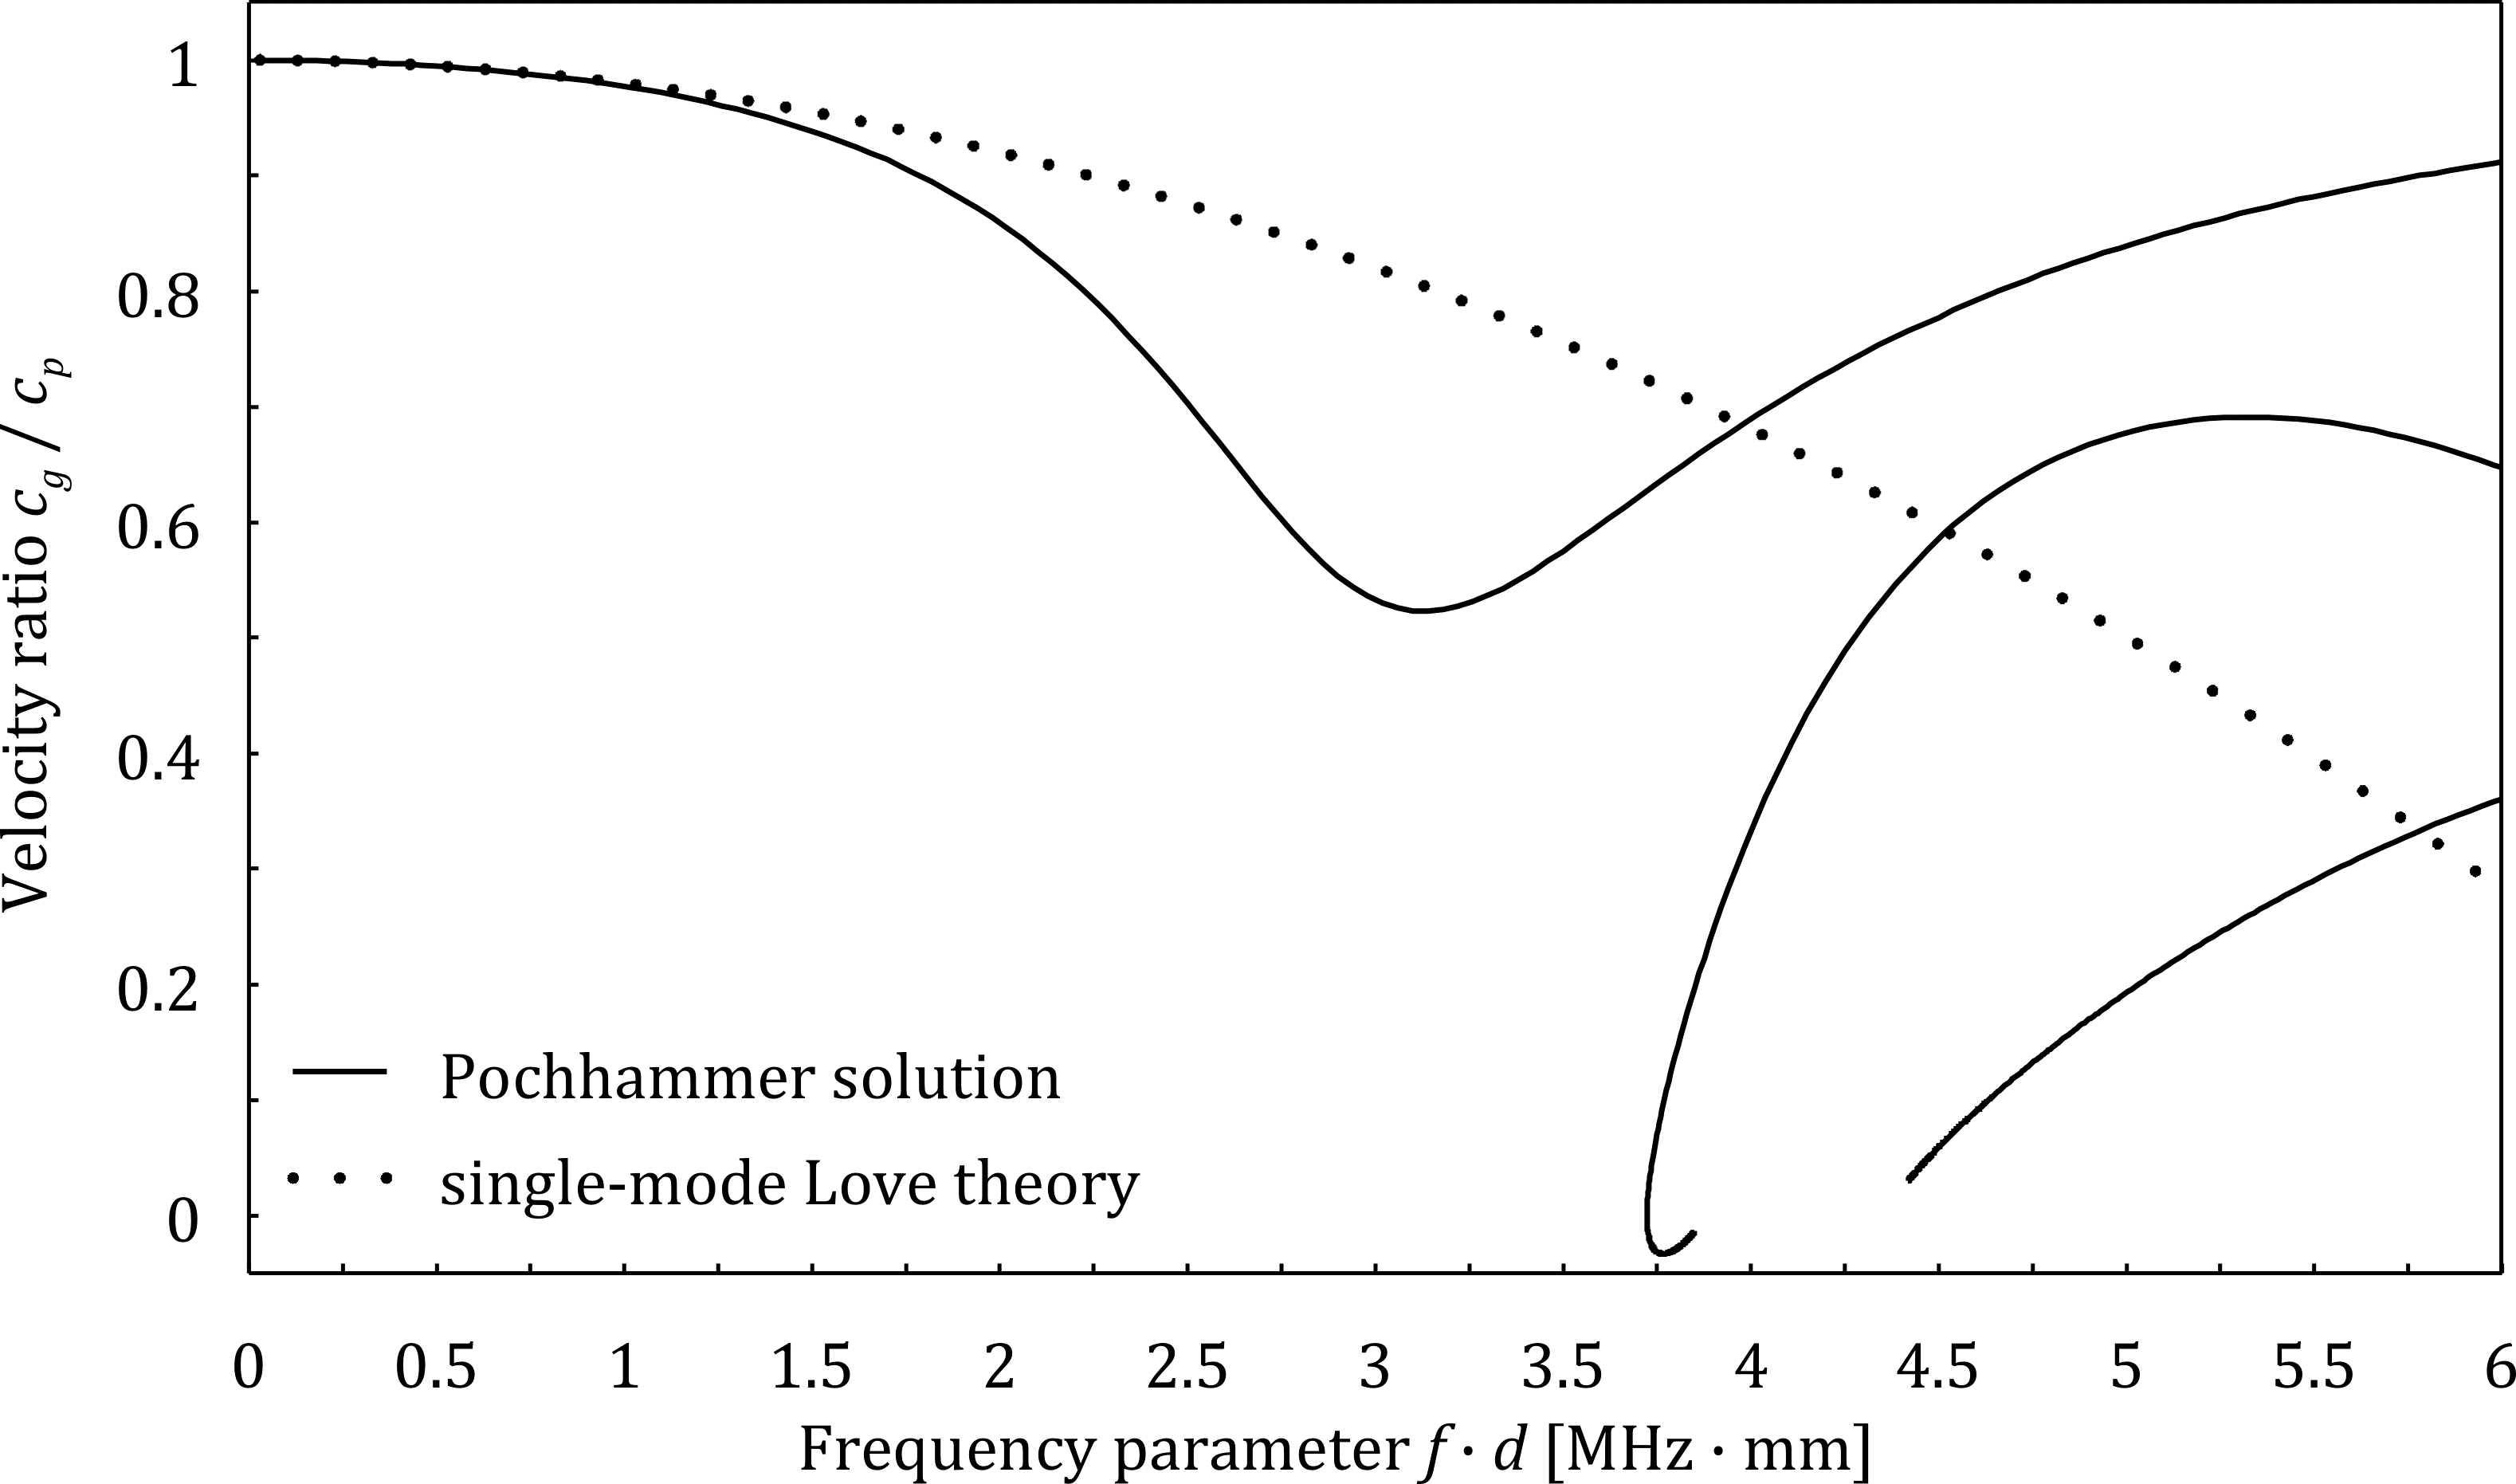 Velocity ratio c_g / c_p
1
0.8
0.6
0.4
0.2
0
Pochhammer solution
single-mode Love theory
0 0.5 1 1.5 2 2.5 3 3.5 4 4.5 5 5.5 6
Frequency parameter f · d [MHz · mm]